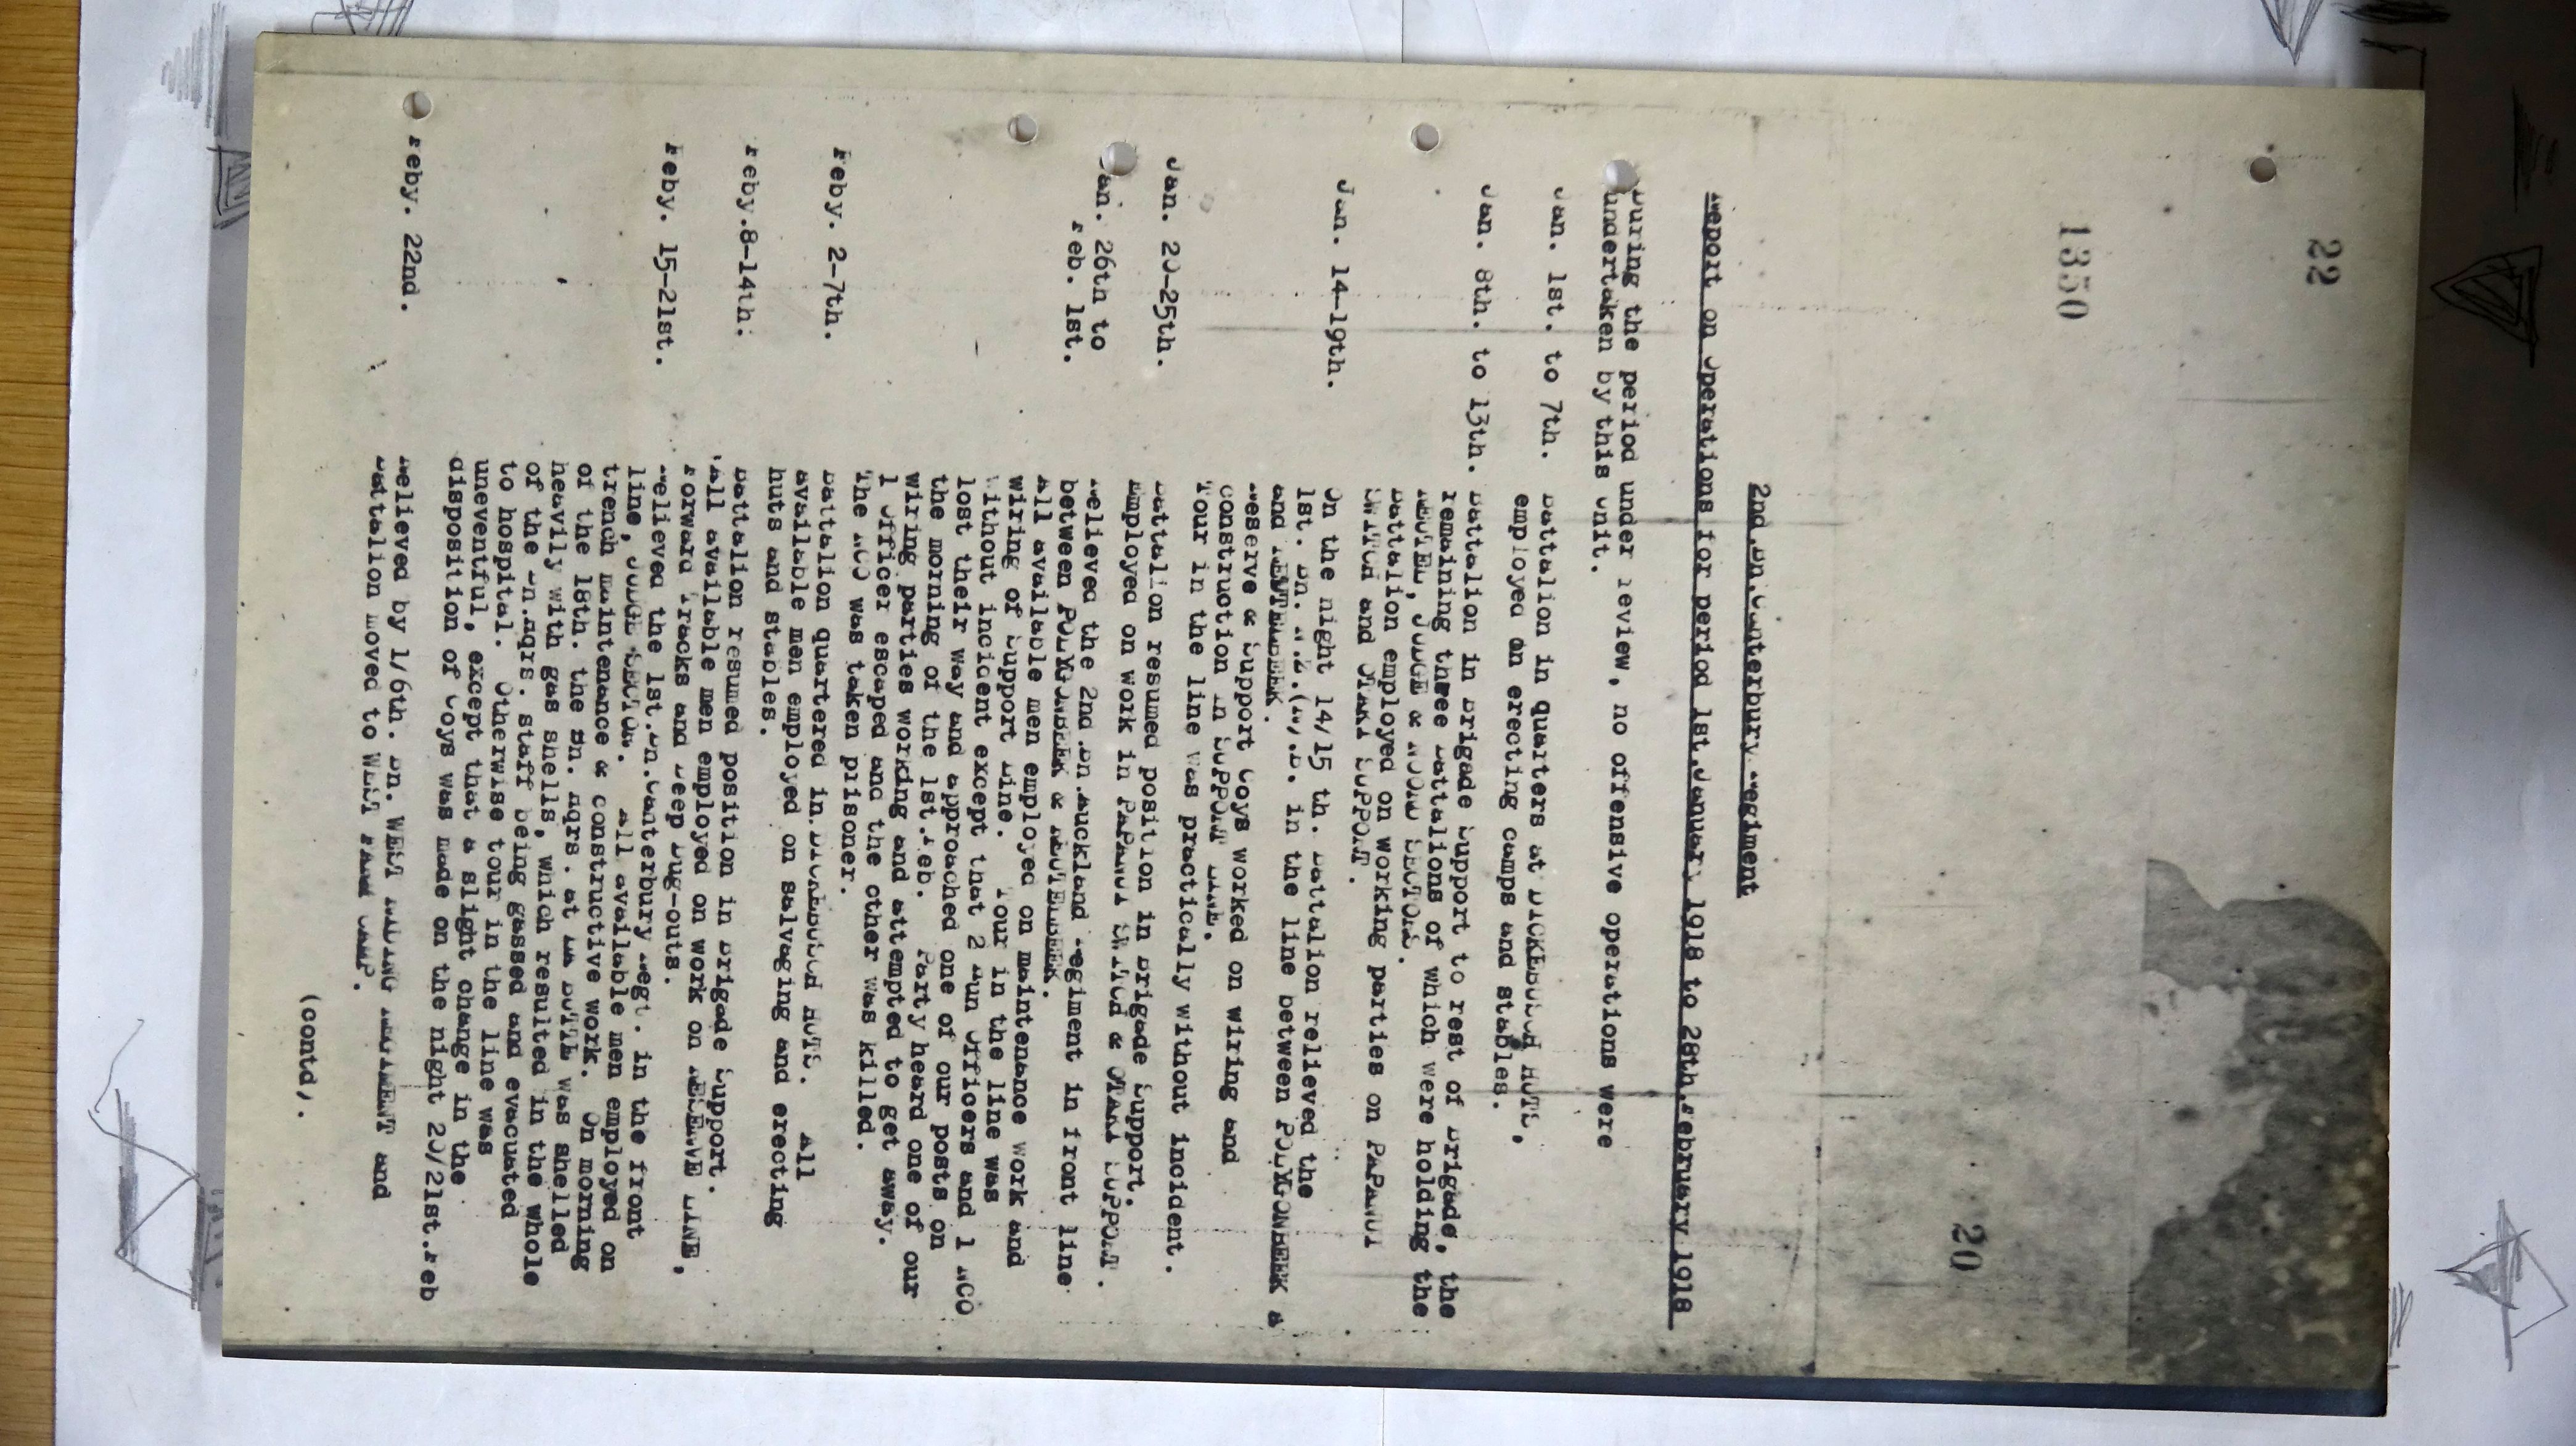 22
1350
20
2nd.Bn.Canterbury Regiment
Report on Operations for period 1st.January 1918 to 28th.February 1918
During the period under review, no offensive operations were
undertaken by this Unit.
Jan. 1st. to 7th. Battalion in quarters at DICKEBUSCH HUTS,
employed on erecting camps and stables.
Jan. 8th. to 13th. Battalion in Brigade Support to rest of Brigade, the
remaining three Battalions of which were holding the
REUTEL, JUDGE & NOORD SECTORS.
Battalion employed on working parties on PAPANUI
SWITCH and OTAKI SUPPORT.
Jan. 14-19th. On the night 14/15 th. Battalion relieved the
1st. Bn. N.Z.(R).B. in the line between POLYGONBEEK &
and REUTELBEEK.
Reserve & Support Coys worked on wiring and
construction in SUPPORT LINE.
Tour in the line was practically without incident.
Jan. 20-25th. Battalion resumed position in Brigade Support.
Employed on work in PAPANUI SWITCH & OTAKI SUPPORT.
Jan. 26th to Relieved the 2nd.Bn.Auckland Regiment in front line
Feb. 1st. between POLYGONBEEK & REUTELBEEK.
All available men employed on maintenance work and
wiring of Support Line. Tour in the line was
without incident except that 2 Hun Officers and 1 NCO
lost their way and approached one of our posts on
the morning of the 1st.Feb. Party heard one of our
wiring parties working and attempted to get away.
1 Officer escaped and the other was killed.
The NCO was taken prisoner.
Feby. 2-7th. Battalion quartered in DICKEBUSCH HUTS. All
available men employed on salvaging and erecting
huts and stables.
Feby.8-14th. Battalion resumed position in Brigade Support.
All available men employed on work on RESERVE LINE,
Forward Tracks and Deep Dug-outs.
Feby. 15-21st. Relieved the 1st.Bn.Canterbury Regt. in the front
line, JUDGE SECTOR. All available men employed on
trench maintenance & constructive work. On morning
of the 18th. the Bn. Hqrs. at BUTTE was shelled
heavily with gas shells, which resulted in the whole
of the Bn.Hqrs. staff being gassed and evacuated
to hospital. Otherwise tour in the line was
uneventful, except that a slight change in the
disposition of Coys was made on the night 20/21st.Feb
Feby. 22nd. Relieved by 1/6th. Bn. WEST RIDING REGIMENT and
Battalion moved to WEST CAMP.
(contd).